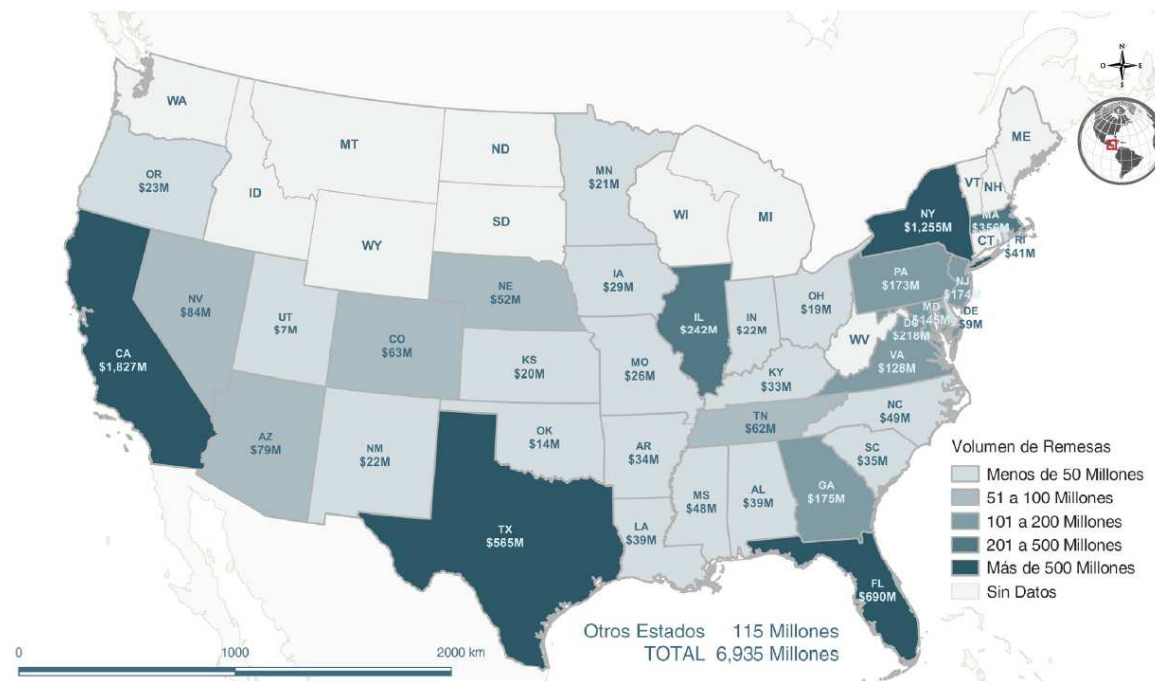 N
O
E
S
WA
MT
ND
MN
$21M
ME
OR
$23M
ID
SD
WI
MI
VT
NH
WY
NY
$1,255M
MA
$356M
CT
RI
$41M
NV
$84M
UT
$7M
NE
$52M
IA
$29M
PA
$173M
NJ
$174M
CA
$1,827M
CO
$63M
IL
$242M
IN
$22M
OH
$19M
MD
$145M
DE
$9M
DC
$218M
WV
KS
$20M
MO
$26M
KY
$33M
VA
$128M
AZ
$79M
NM
$22M
OK
$14M
AR
$34M
TN
$62M
NC
$49M
SC
$35M
MS
$48M
AL
$39M
GA
$175M
TX
$565M
LA
$39M
FL
$690M
Volumen de Remesas
Menos de 50 Millones
51 a 100 Millones
101 a 200 Millones
201 a 500 Millones
Más de 500 Millones
Sin Datos
Otros Estados 115 Millones
TOTAL 6,935 Millones
0 1000 2000 km